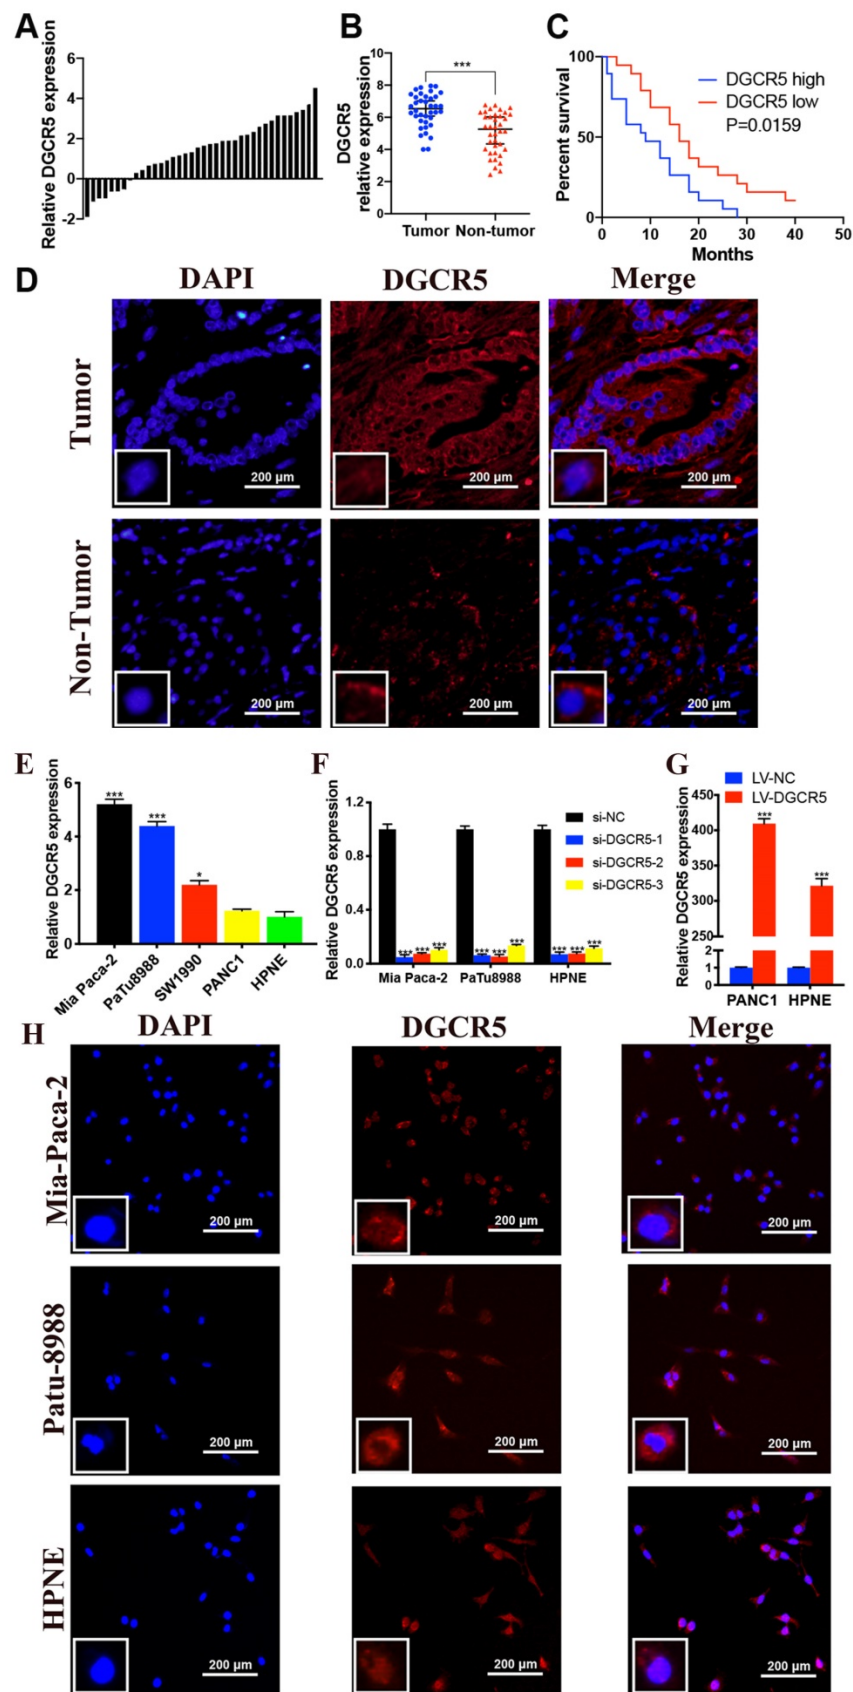 A
Relative DGCR5 expression
6
4
2
0
-2
B
DGCR5
relative expression
10
8
6
4
2
0
***
Tumor
Non-tumor
C
Percent survival
100
50
0
DGCR5 high
DGCR5 low
P=0.0159
0 10 20 30 40 50
Months
D
DAPI DGCR5 Merge
Tumor
200 µm
200 µm
200 µm
Non-Tumor
200 µm
200 µm
200 µm
E
Relative DGCR5 expression
6
4
2
0
***
***
*
Mia Paca-2
PaTu8988
SW1990
PANC1
HPNE
F
Relative DGCR5 expression
1.2
0.8
0.4
0.0
si-NC
si-DGCR5-1
si-DGCR5-2
si-DGCR5-3
*** *** ***
*** *** ***
*** *** ***
Mia Paca-2 PaTu8988 HPNE
G
LV-NC
LV-DGCR5
Relative DGCR5 expression
450
400
350
300
250
2
1
0
***
***
PANC1 HPNE
H
DAPI DGCR5 Merge
Mia-Paca-2
200 µm
200 µm
200 µm
Patu-8988
200 µm
200 µm
200 µm
HPNE
200 µm
200 µm
200 µm